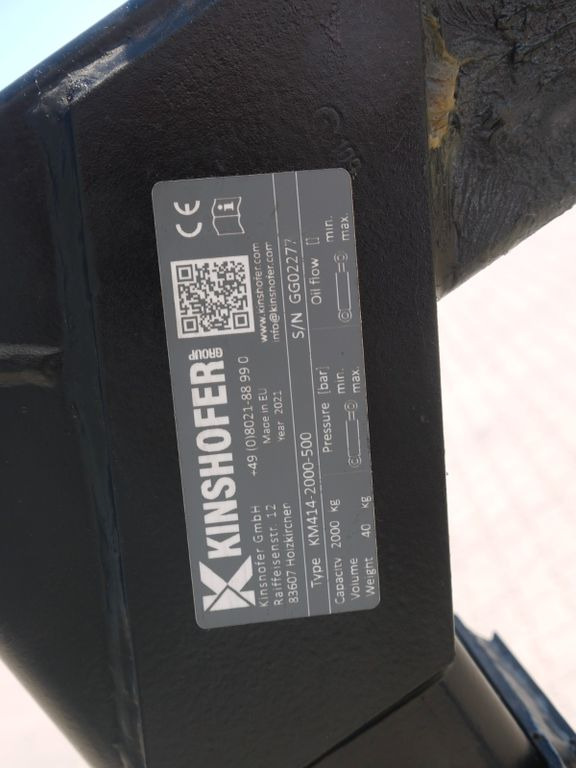 KINSHOFER GROUP
CE
Kinshofer GmbH
Raiffeisenstr. 12
83607 Holzkirchen
+49 (0)8021-88 99 0
Made in EU
Year 2021
www.kinshofer.com
info@kinshofer.com
Type KM414-2000-500
S/N GG02277
Capacity 2000 kg
Volume
Weight 40 kg
Pressure [bar]
min.
max.
Oil flow []
min.
max.